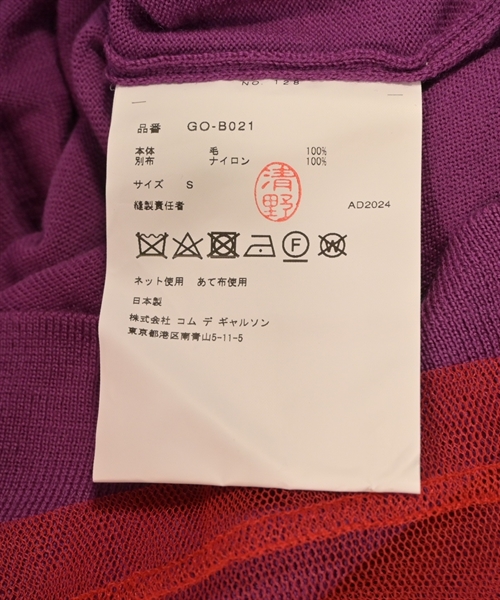 NO. 128
品番 GO-B021
本体 毛 100%
別布 ナイロン 100%
サイズ S
縫製責任者 清野 AD2024
F W
ネット使用 あて布使用
日本製
株式会社 コム デ ギャルソン
東京都港区南青山5-11-5